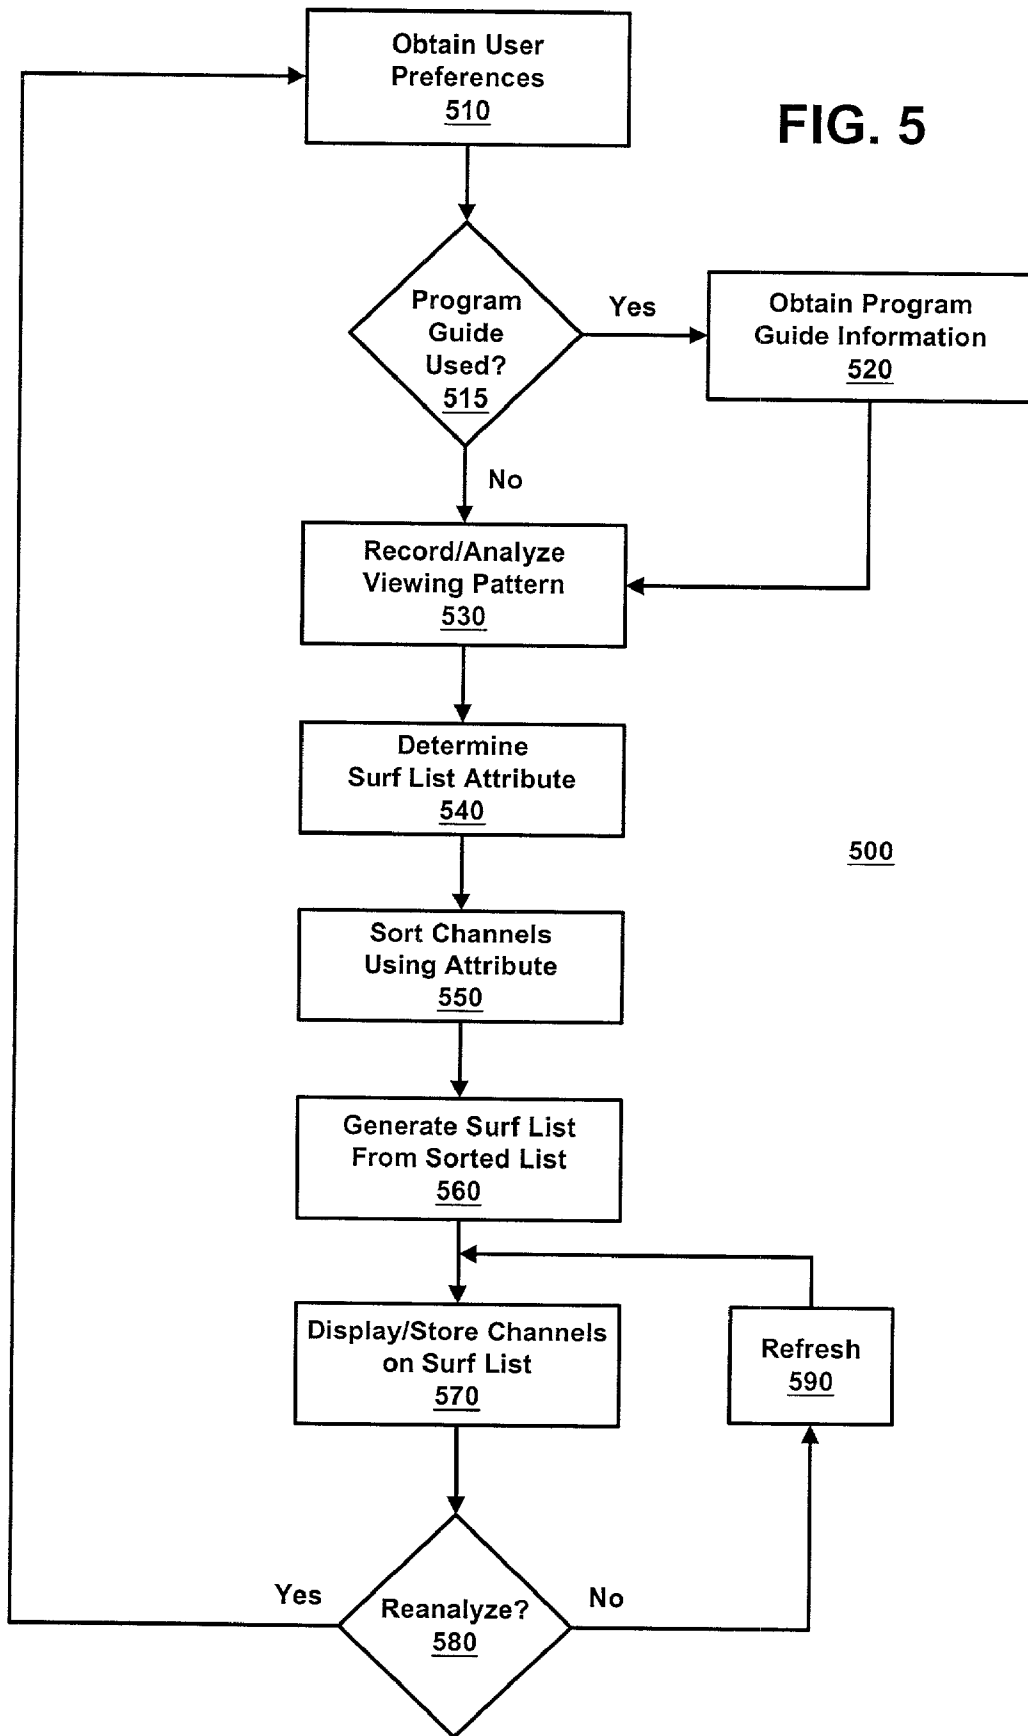 Obtain User
Preferences
510
FIG. 5
Program
Guide
Used?
515
Yes
Obtain Program
Guide Information
520
No
Record/Analyze
Viewing Pattern
530
Determine
Surf List Attribute
540
500
Sort Channels
Using Attribute
550
Generate Surf List
From Sorted List
560
Display/Store Channels
on Surf List
570
Refresh
590
Yes
Reanalyze?
580
No